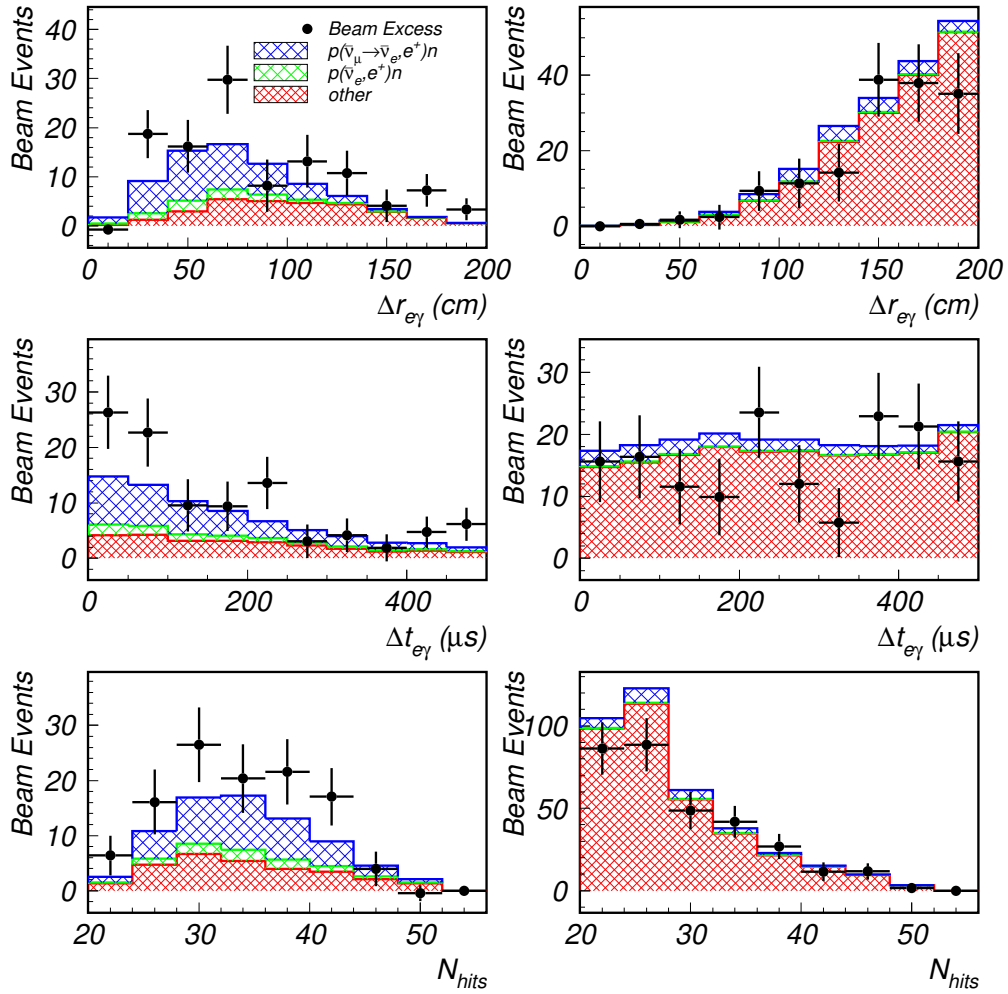 Beam Events
40
30
20
10
0
Beam Excess
p(ν̄μ→ν̄e,e⁺)n
p(ν̄e,e⁺)n
other
0 50 100 150 200
Δreγ (cm)
Beam Events
40
20
0
0 50 100 150 200
Δreγ (cm)
Beam Events
30
20
10
0
0 200 400
Δteγ (μs)
Beam Events
30
20
10
0
0 200 400
Δteγ (μs)
Beam Events
30
20
10
0
20 30 40 50
Nhits
Beam Events
100
50
0
20 30 40 50
Nhits